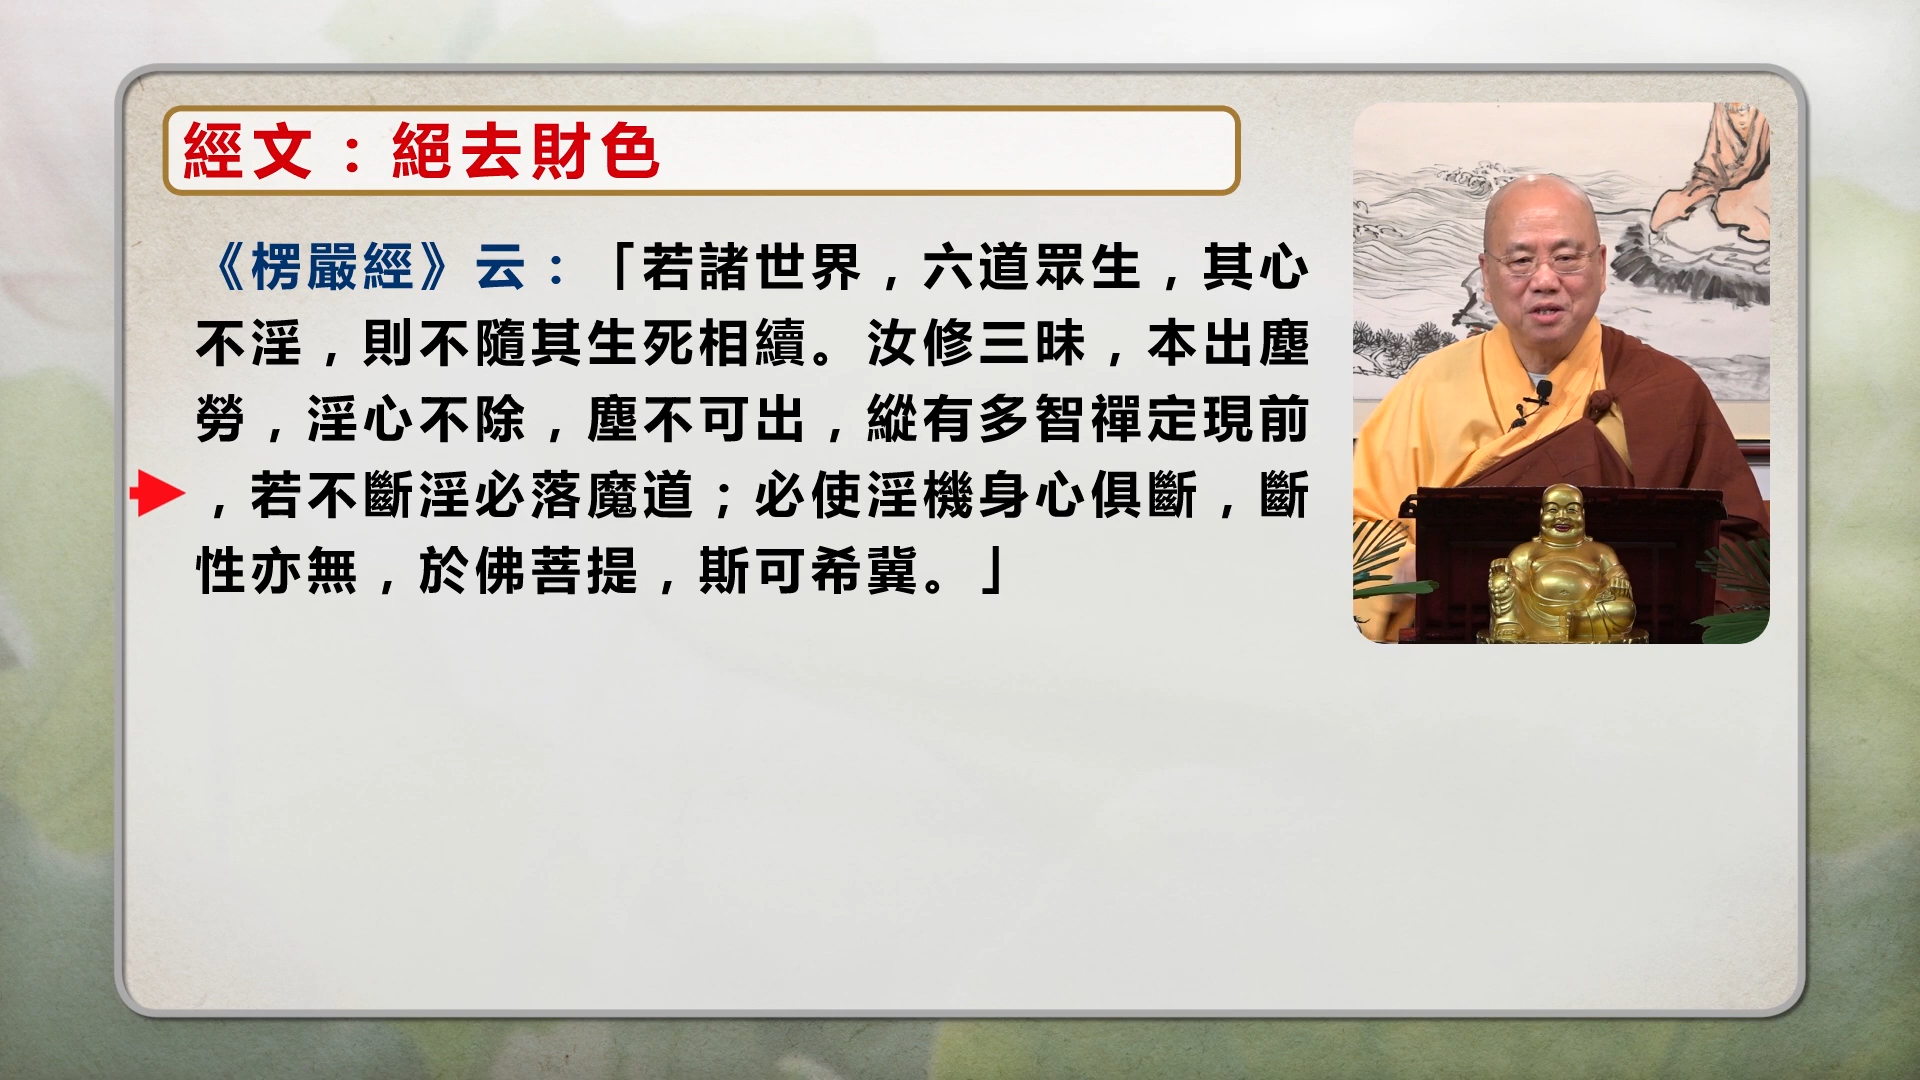 經文：絕去財色
《楞嚴經》云：「若諸世界，六道眾生，其心
不淫，則不隨其生死相續。汝修三昧，本出塵
勞，淫心不除，塵不可出，縱有多智禪定現前
，若不斷淫必落魔道；必使淫機身心俱斷，斷
性亦無，於佛菩提，斯可希冀。」